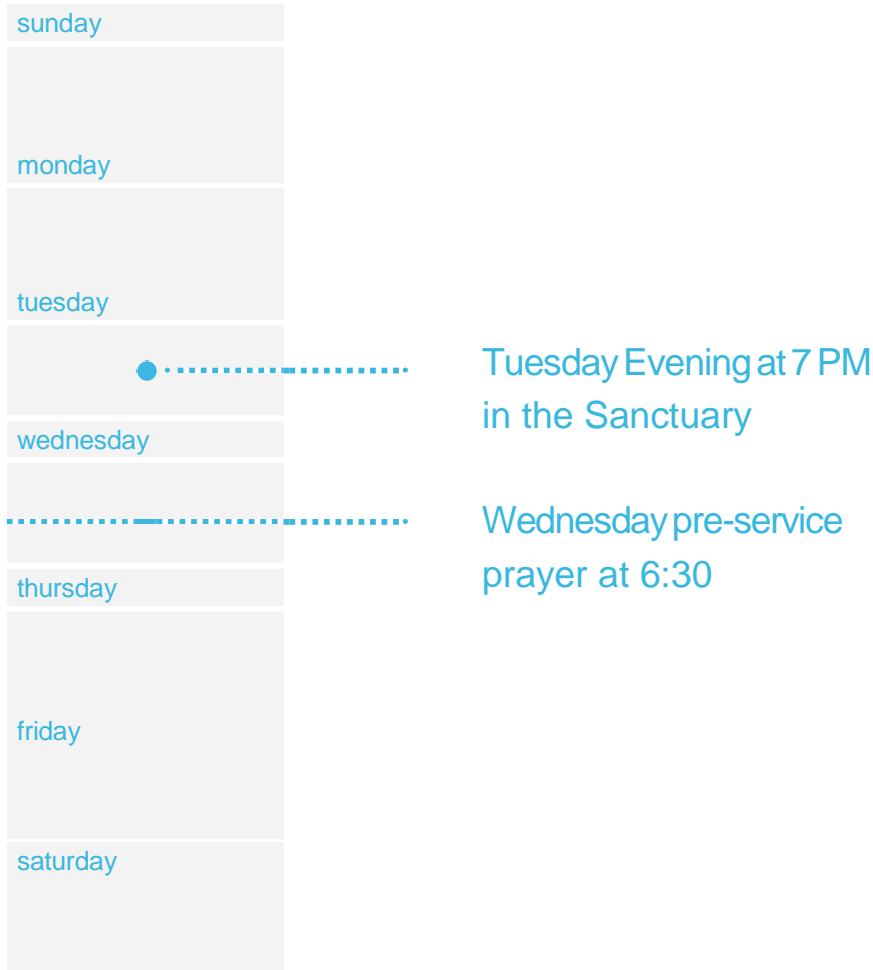 sunday
monday
tuesday
Tuesday Evening at 7 PM
in the Sanctuary
wednesday
Wednesday pre-service
prayer at 6:30
thursday
friday
saturday